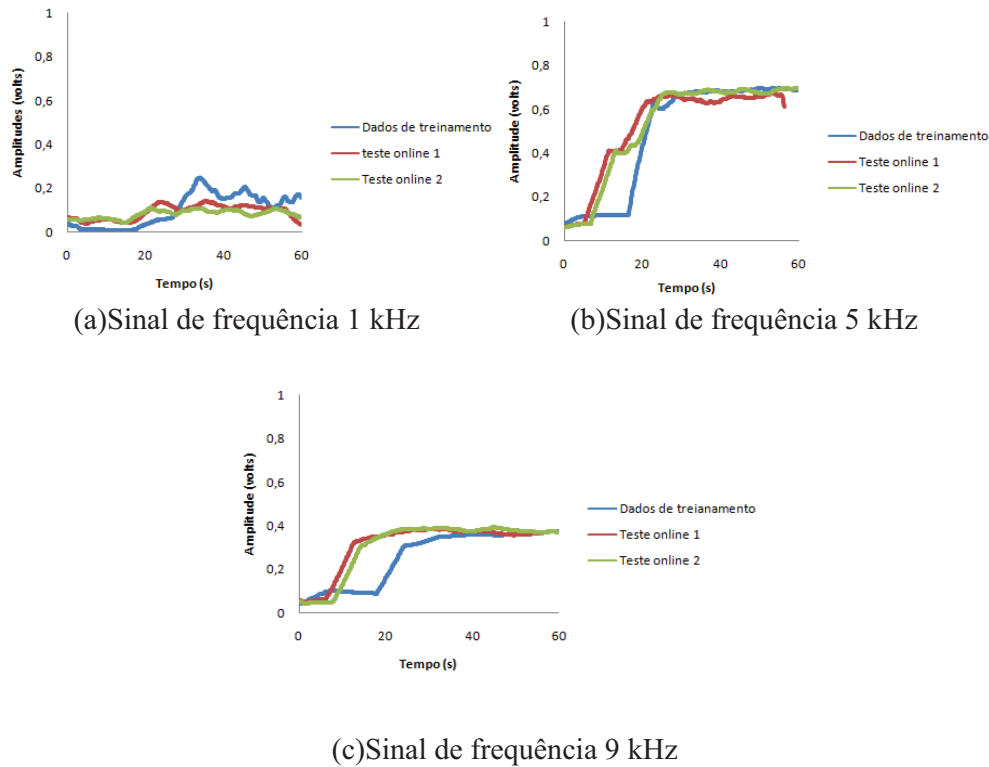 1
0,8
0,6
0,4
0,2
0
Amplitudes (volts)
0 20 40 60
Tempo (s)
Dados de treinamento
teste online 1
Teste online 2
(a)Sinal de frequência 1 kHz
1
0,8
0,6
0,4
0,2
0
Amplitude (volts)
0 20 40 60
Tempo (s)
Dados de treinamento
Teste online 1
Teste online 2
(b)Sinal de frequência 5 kHz
1
0,8
0,6
0,4
0,2
0
Amplitude (volts)
0 20 40 60
Tempo (s)
Dados de treianamento
Teste online 1
Teste online 2
(c)Sinal de frequência 9 kHz